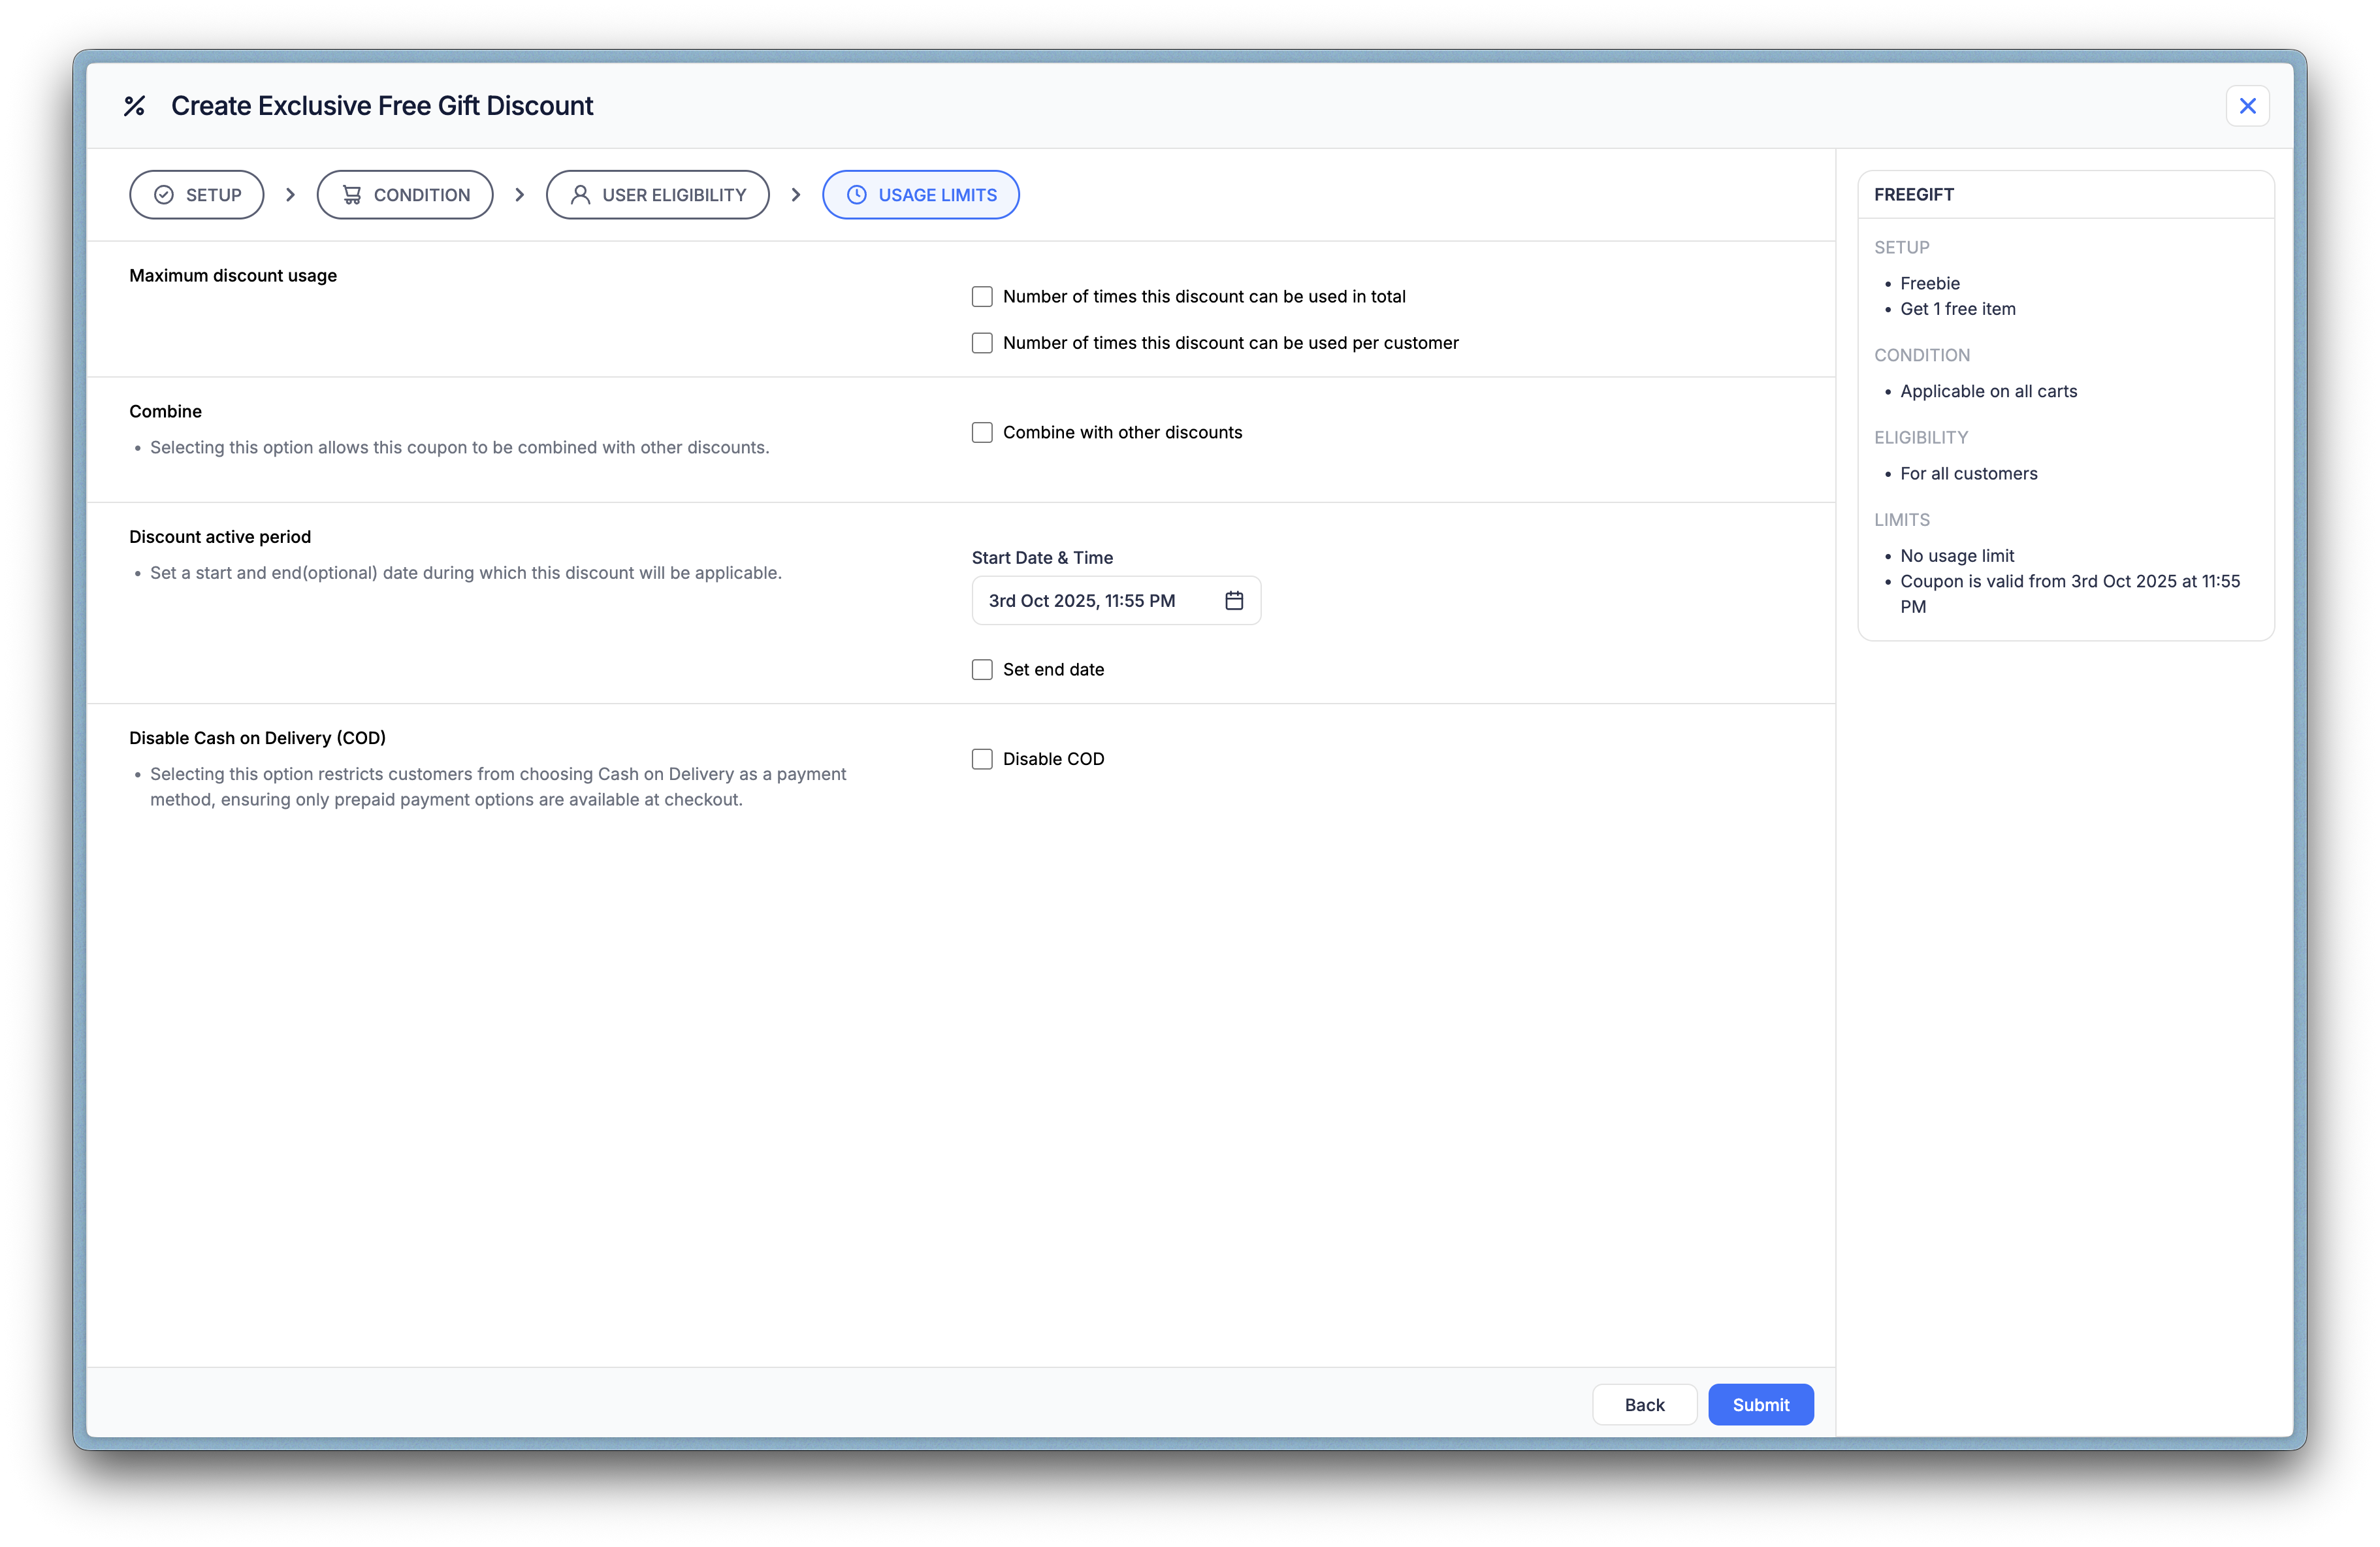 Create Exclusive Free Gift Discount
SETUP
CONDITION
USER ELIGIBILITY
USAGE LIMITS
Maximum discount usage
Number of times this discount can be used in total
Number of times this discount can be used per customer
Combine
• Selecting this option allows this coupon to be combined with other discounts.
Combine with other discounts
Discount active period
• Set a start and end(optional) date during which this discount will be applicable.
Start Date & Time
3rd Oct 2025, 11:55 PM
Set end date
Disable Cash on Delivery (COD)
• Selecting this option restricts customers from choosing Cash on Delivery as a payment
method, ensuring only prepaid payment options are available at checkout.
Disable COD
Back
Submit
FREEGIFT
SETUP
• Freebie
• Get 1 free item
CONDITION
• Applicable on all carts
ELIGIBILITY
• For all customers
LIMITS
• No usage limit
• Coupon is valid from 3rd Oct 2025 at 11:55
PM